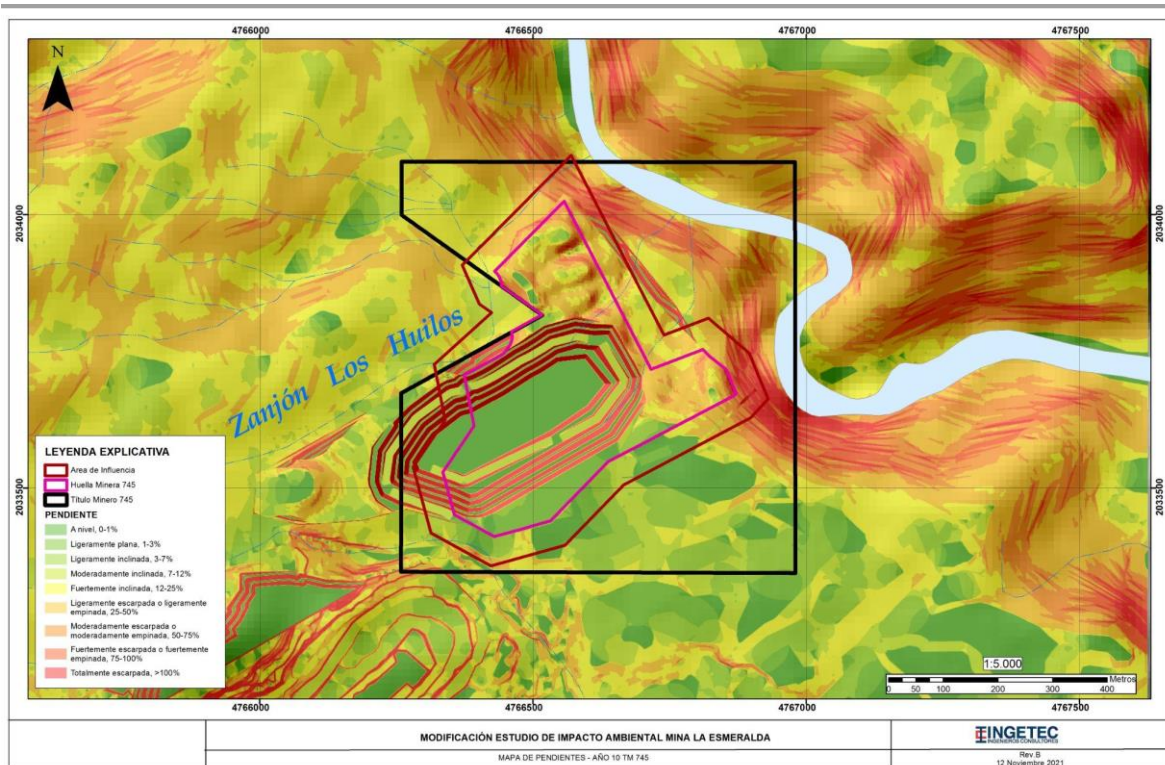 4766000
4766500
4767000
4767500
N
2034000
2034000
2033500
2033500
Zanjón Los Huilos
LEYENDA EXPLICATIVA
Area de Influencia
Huella Minera 745
Título Minero 745
PENDIENTE
A nivel, 0-1%
Ligeramente plana, 1-3%
Ligeramente inclinada, 3-7%
Moderadamente inclinada, 7-12%
Fuertemente inclinada, 12-25%
Ligeramente escarpada o ligeramente
empinada, 25-50%
Moderadamente escarpada o
moderadamente empinada, 50-75%
Fuertemente escarpada o fuertemente
empinada, 75-100%
Totalmente escarpada, >100%
1:5.000
Metros
0 50 100 200 300 400
4766000
4766500
4767000
4767500
MODIFICACIÓN ESTUDIO DE IMPACTO AMBIENTAL MINA LA ESMERALDA
MAPA DE PENDIENTES - AÑO 10 TM 745
INGETEC
INGENIEROS CONSULTORES
Rev.B
12 Noviembre 2021